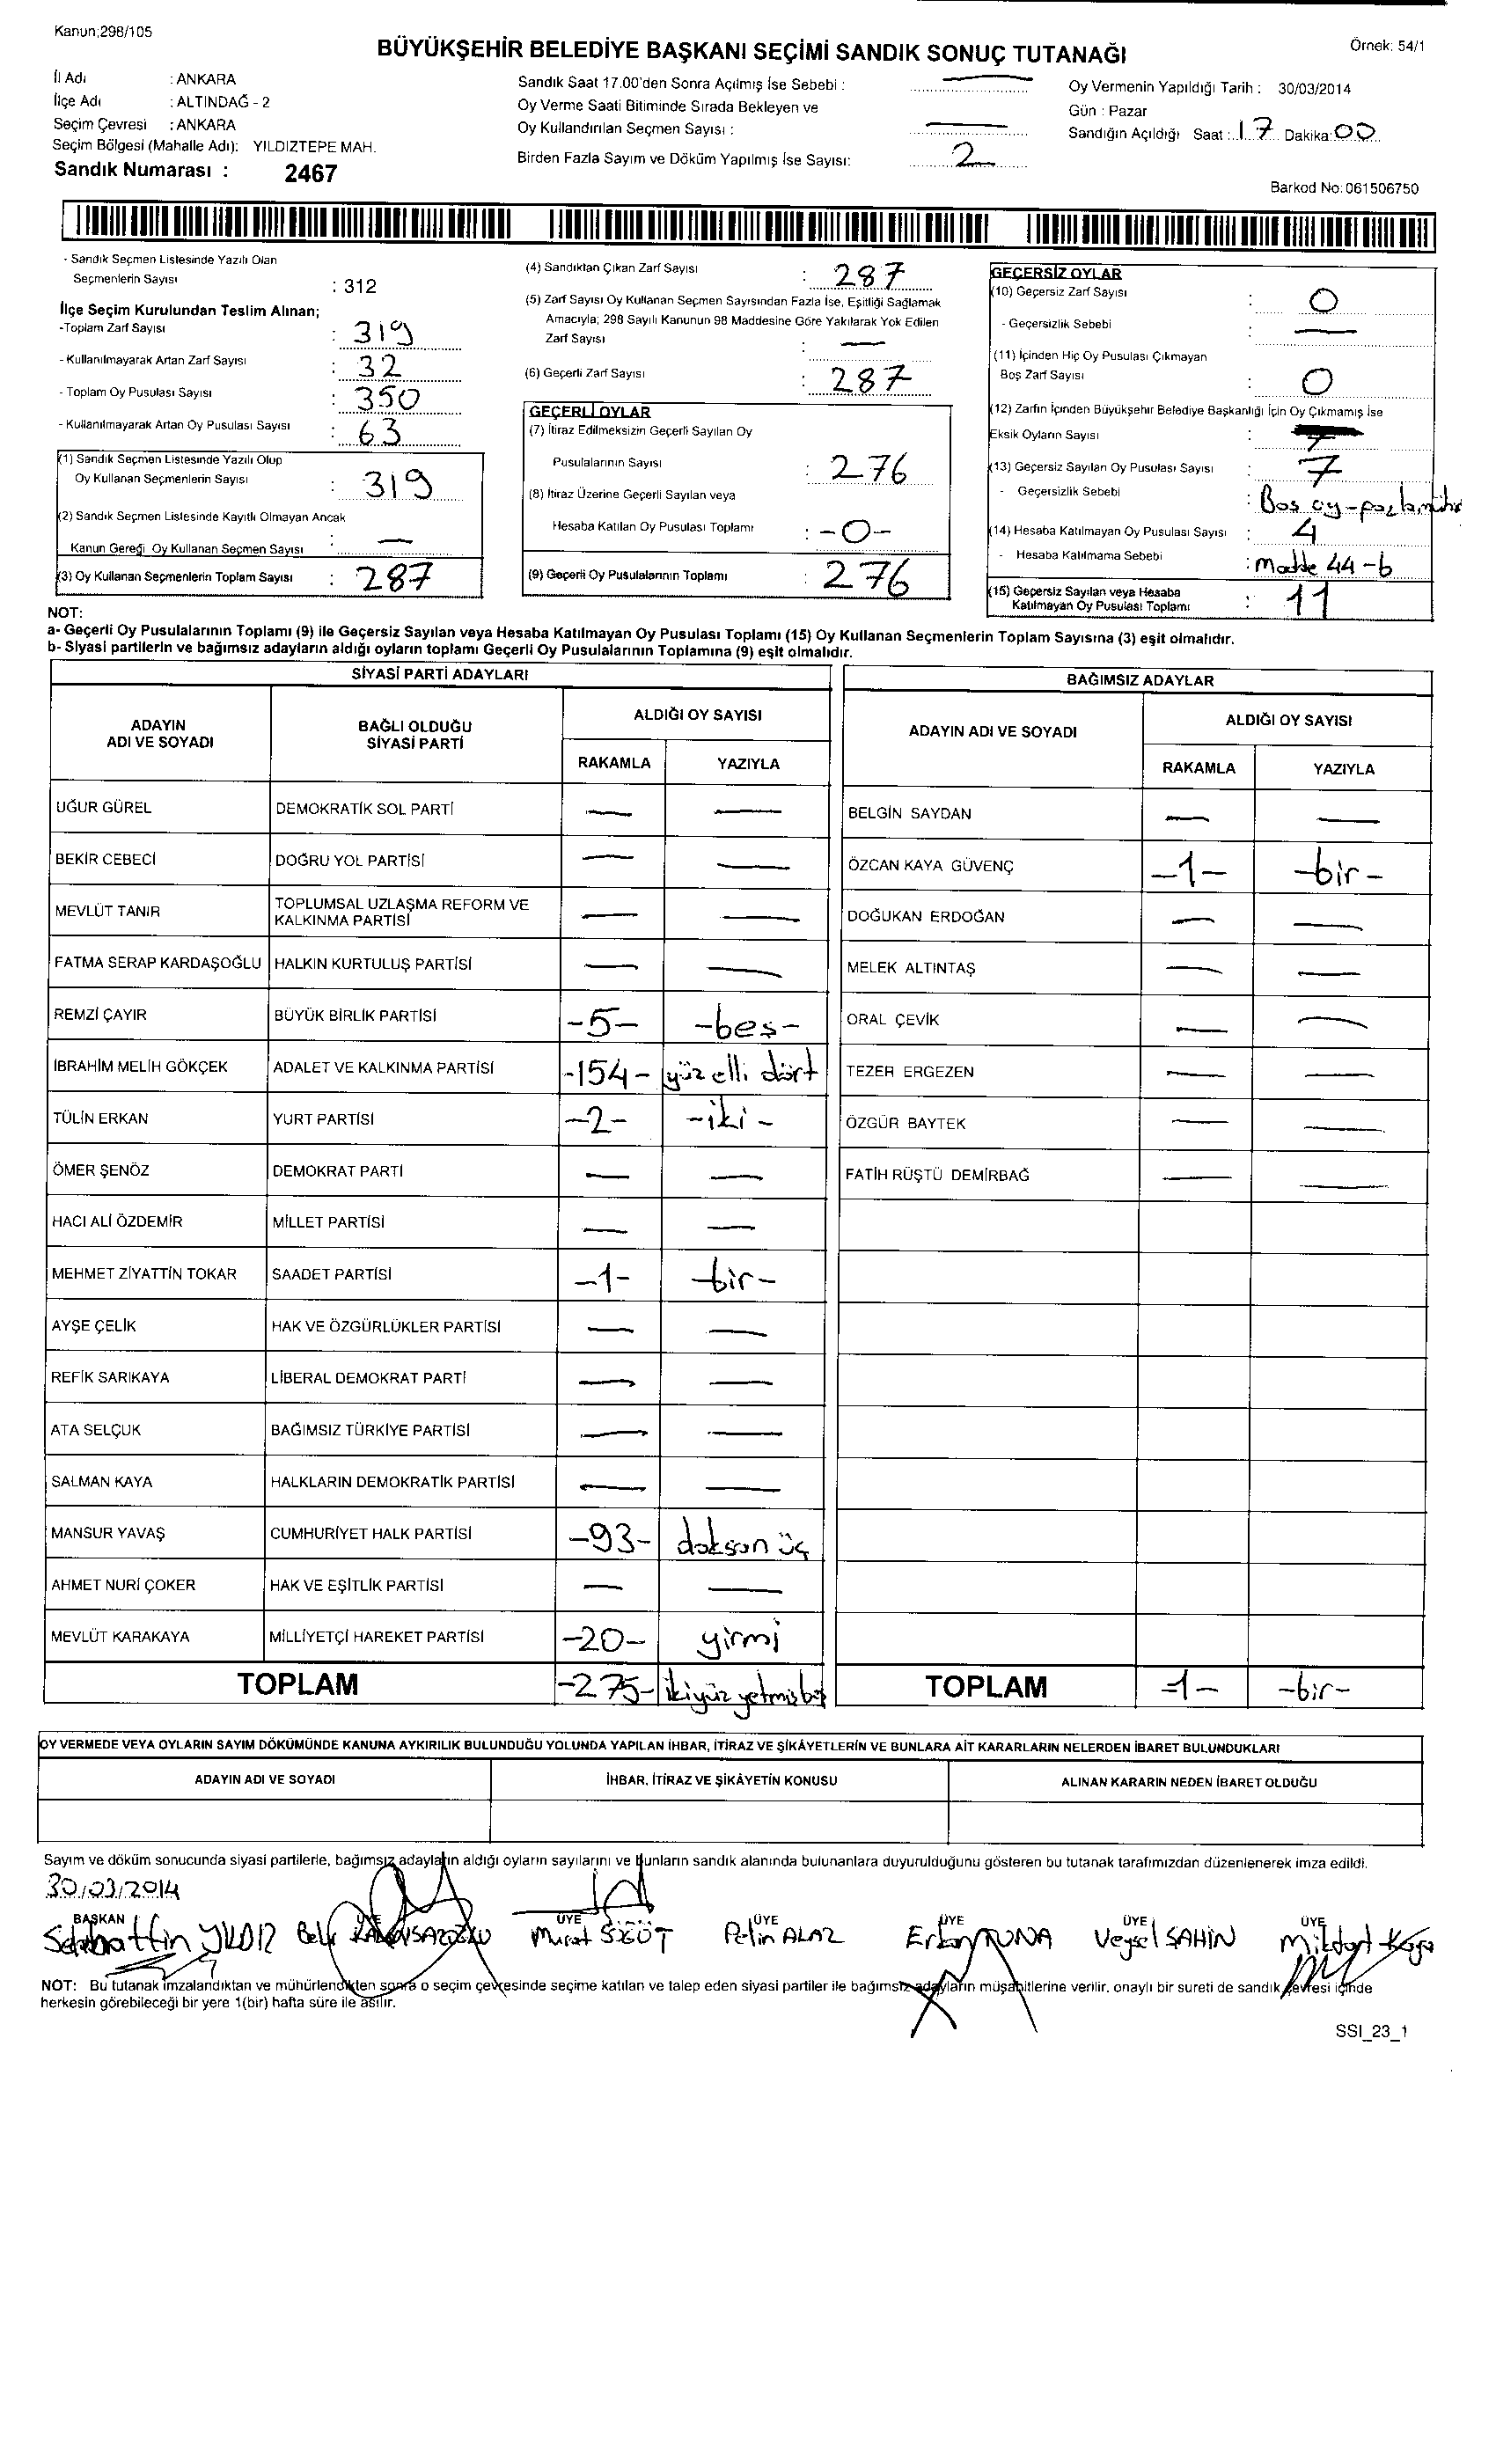 Kanun;298/105
Örnek: 54/1
BÜYÜKŞEHİR BELEDİYE BAŞKANI SEÇİMİ SANDIK SONUÇ TUTANAĞI
İl Adı : ANKARA
İlçe Adı : ALTINDAĞ - 2
Seçim Çevresi : ANKARA
Seçim Bölgesi (Mahalle Adı): YILDIZTEPE MAH.
Sandık Numarası : 2467
Sandık Saat 17.00'den Sonra Açılmış İse Sebebi : —
Oy Verme Saati Bitiminde Sırada Bekleyen ve
Oy Kullandırılan Seçmen Sayısı : —
Birden Fazla Sayım ve Döküm Yapılmış İse Sayısı: 2
Oy Vermenin Yapıldığı Tarih : 30/03/2014
Gün : Pazar
Sandığın Açıldığı Saat : 17 Dakika: 00
Barkod No: 061506750
- Sandık Seçmen Listesinde Yazılı Olan
Seçmenlerin Sayısı : 312
İlçe Seçim Kurulundan Teslim Alınan;
-Toplam Zarf Sayısı : 319
- Kullanılmayarak Artan Zarf Sayısı : 32
- Toplam Oy Pusulası Sayısı : 350
- Kullanılmayarak Artan Oy Pusulası Sayısı : 63
(1) Sandık Seçmen Listesinde Yazılı Olup
Oy Kullanan Seçmenlerin Sayısı : 319
(2) Sandık Seçmen Listesinde Kayıtlı Olmayan Ancak
Kanun Gereği Oy Kullanan Seçmen Sayısı : —
(3) Oy Kullanan Seçmenlerin Toplam Sayısı : 287
(4) Sandıktan Çıkan Zarf Sayısı : 287
(5) Zarf Sayısı Oy Kullanan Seçmen Sayısından Fazla İse, Eşitliği Sağlamak
Amacıyla; 298 Sayılı Kanunun 98 Maddesine Göre Yakılarak Yok Edilen
Zarf Sayısı : —
(6) Geçerli Zarf Sayısı : 287
GEÇERLİ OYLAR
(7) İtiraz Edilmeksizin Geçerli Sayılan Oy
Pusulalarının Sayısı : 276
(8) İtiraz Üzerine Geçerli Sayılan veya
Hesaba Katılan Oy Pusulası Toplamı : -0-
(9) Geçerli Oy Pusulalarının Toplamı : 276
GEÇERSİZ OYLAR
(10) Geçersiz Zarf Sayısı : 0
- Geçersizlik Sebebi : —
(11) İçinden Hiç Oy Pusulası Çıkmayan
Boş Zarf Sayısı : 0
(12) Zarfın İçinden Büyükşehir Belediye Başkanlığı İçin Oy Çıkmamış İse
Eksik Oyların Sayısı :
(13) Geçersiz Sayılan Oy Pusulası Sayısı : 7
- Geçersizlik Sebebi : Bos oy-
(14) Hesaba Katılmayan Oy Pusulası Sayısı : 4
- Hesaba Katılmama Sebebi : Madde 44-b
(15) Geçersiz Sayılan veya Hesaba
Katılmayan Oy Pusulası Toplamı : 11
NOT:
a- Geçerli Oy Pusulalarının Toplamı (9) ile Geçersiz Sayılan veya Hesaba Katılmayan Oy Pusulası Toplamı (15) Oy Kullanan Seçmenlerin Toplam Sayısına (3) eşit olmalıdır.
b- Siyasi partilerin ve bağımsız adayların aldığı oyların toplamı Geçerli Oy Pusulalarının Toplamına (9) eşit olmalıdır.
SİYASİ PARTİ ADAYLARI
ADAYIN ADI VE SOYADI BAĞLI OLDUĞU SİYASİ PARTİ ALDIĞI OY SAYISI
RAKAMLA YAZIYLA
UĞUR GÜREL DEMOKRATİK SOL PARTİ — —
BEKİR CEBECİ DOĞRU YOL PARTİSİ — —
MEVLÜT TANIR TOPLUMSAL UZLAŞMA REFORM VE KALKINMA PARTİSİ — —
FATMA SERAP KARDAŞOĞLU HALKIN KURTULUŞ PARTİSİ — —
REMZİ ÇAYIR BÜYÜK BİRLİK PARTİSİ -5- -beş-
İBRAHİM MELİH GÖKÇEK ADALET VE KALKINMA PARTİSİ -154- yüz elli dört
TÜLİN ERKAN YURT PARTİSİ -2- -iki-
ÖMER ŞENÖZ DEMOKRAT PARTİ — —
HACI ALİ ÖZDEMİR MİLLET PARTİSİ — —
MEHMET ZİYATTİN TOKAR SAADET PARTİSİ -1- -bir-
AYŞE ÇELİK HAK VE ÖZGÜRLÜKLER PARTİSİ — —
REFİK SARIKAYA LİBERAL DEMOKRAT PARTİ — —
ATA SELÇUK BAĞIMSIZ TÜRKİYE PARTİSİ — —
SALMAN KAYA HALKLARIN DEMOKRATİK PARTİSİ — —
MANSUR YAVAŞ CUMHURİYET HALK PARTİSİ -93- doksan üç
AHMET NURİ ÇOKER HAK VE EŞİTLİK PARTİSİ — —
MEVLÜT KARAKAYA MİLLİYETÇİ HAREKET PARTİSİ -20- yirmi
TOPLAM -275- ikiyüz yetmiş beş
BAĞIMSIZ ADAYLAR
ADAYIN ADI VE SOYADI ALDIĞI OY SAYISI
RAKAMLA YAZIYLA
BELGİN SAYDAN — —
ÖZCAN KAYA GÜVENÇ -1- -bir-
DOĞUKAN ERDOĞAN — —
MELEK ALTINTAŞ — —
ORAL ÇEVİK — —
TEZER ERGEZEN — —
ÖZGÜR BAYTEK — —
FATİH RÜŞTÜ DEMİRBAĞ — —
TOPLAM -1- -bir-
OY VERMEDE VEYA OYLARIN SAYIM DÖKÜMÜNDE KANUNA AYKIRILIK BULUNDUĞU YOLUNDA YAPILAN İHBAR, İTİRAZ VE ŞİKÂYETLERİN VE BUNLARA AİT KARARLARIN NELERDEN İBARET BULUNDUKLARI
ADAYIN ADI VE SOYADI İHBAR, İTİRAZ VE ŞİKÂYETİN KONUSU ALINAN KARARIN NEDEN İBARET OLDUĞU
Sayım ve döküm sonucunda siyasi partilerle, bağımsız adayların aldığı oyların sayılarını ve bunların sandık alanında bulunanlara duyurulduğunu gösteren bu tutanak tarafımızdan düzenlenerek imza edildi.
30/03/2014
BAŞKAN ÜYE ÜYE ÜYE ÜYE ÜYE ÜYE
Sebahattin YILDIZ Murat SÖĞÜT Pelin ALAZ Erkan TUNA Veysel ŞAHİN
NOT: Bu tutanak imzalandıktan ve mühürlendikten sonra o seçim çevresinde seçime katılan ve talep eden siyasi partiler ile bağımsız adayların müşahitlerine verilir. onaylı bir sureti de sandık çevresi içinde
herkesin görebileceği bir yere 1(bir) hafta süre ile asılır.
SSI_23_1